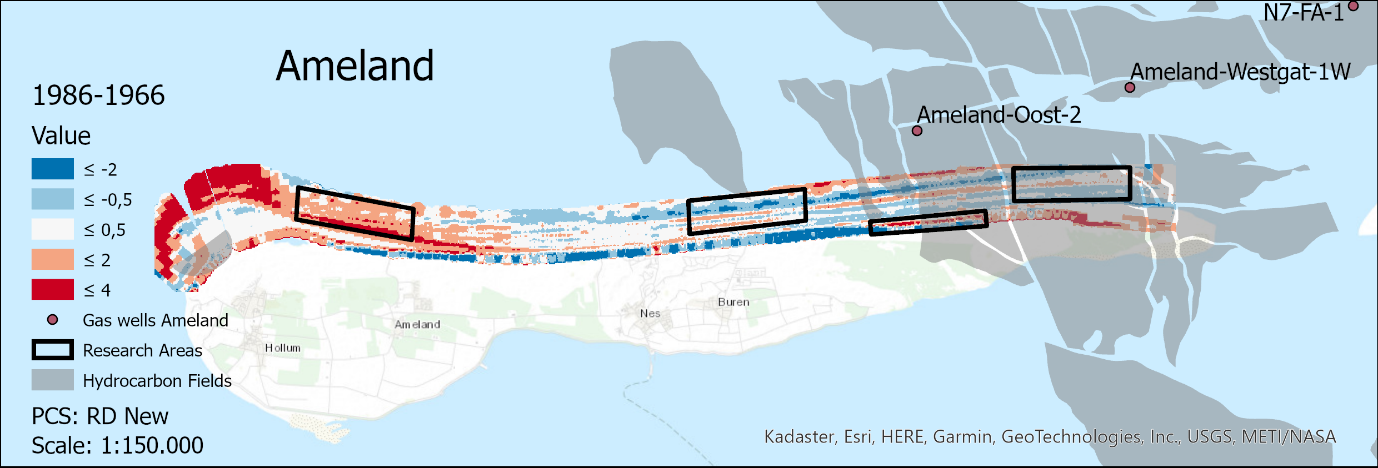 Ameland
1986-1966
Value
≤ -2
≤ -0,5
≤ 0,5
≤ 2
≤ 4
Gas wells Ameland
Research Areas
Hydrocarbon Fields
PCS: RD New
Scale: 1:150.000
N7-FA-1
Ameland-Westgat-1W
Ameland-Oost-2
Buren
Nes
Ameland
Hollum
Kadaster, Esri, HERE, Garmin, GeoTechnologies, Inc., USGS, METI/NASA